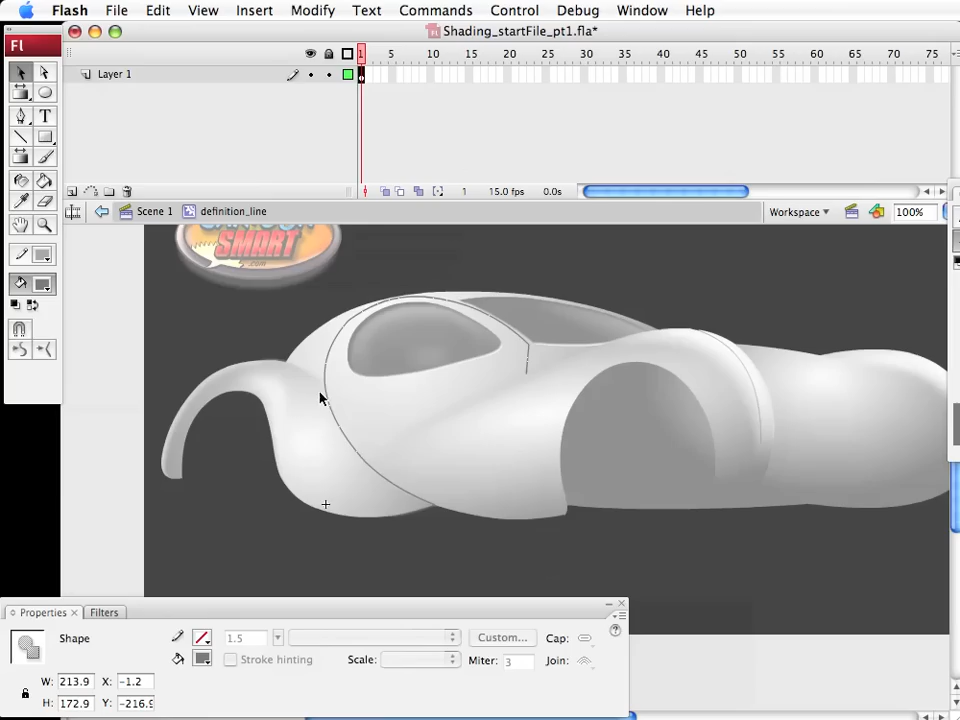 Flash File Edit View Insert Modify Text Commands Control Debug Window Help
Shading_startFile_pt1.fla*
Fl
1 5 10 15 20 25 30 35 40 45 50 55 60 65 70 75
Layer 1
1 15.0 fps 0.0s
Scene 1 definition_line Workspace 100%
T
CARTOON
SMART
.com
Properties Filters
Shape 1.5 Custom... Cap:
Stroke hinting Scale: Miter: 3 Join:
W: 213.9 X: -1.2
H: 172.9 Y: -216.9